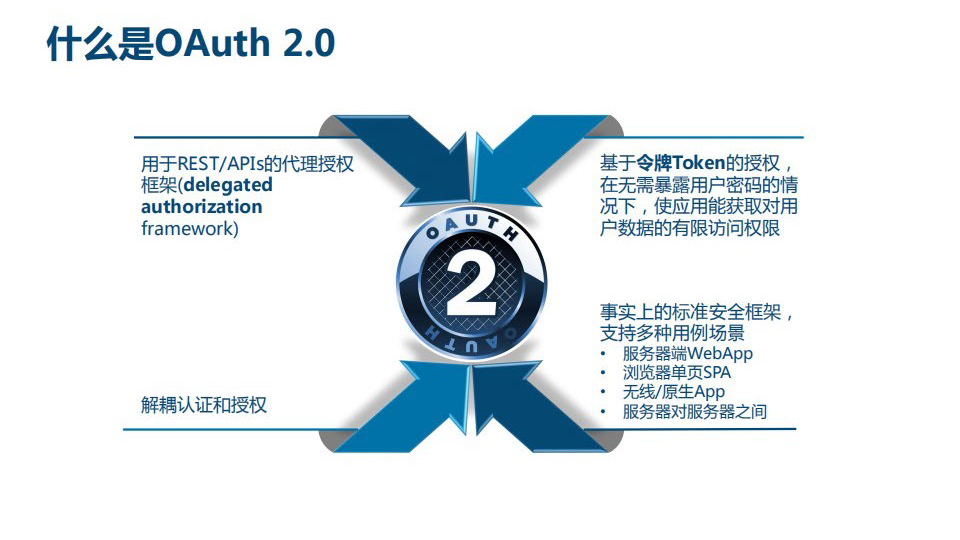 什么是OAuth 2.0
用于REST/APIs的代理授权
框架(delegated
authorization
framework)
基于令牌Token的授权，
在无需暴露用户密码的情
况下，使应用能获取对用
户数据的有限访问权限
OAUTH
2
OAUTH
解耦认证和授权
事实上的标准安全框架，
支持多种用例场景
• 服务器端WebApp
• 浏览器单页SPA
• 无线/原生App
• 服务器对服务器之间